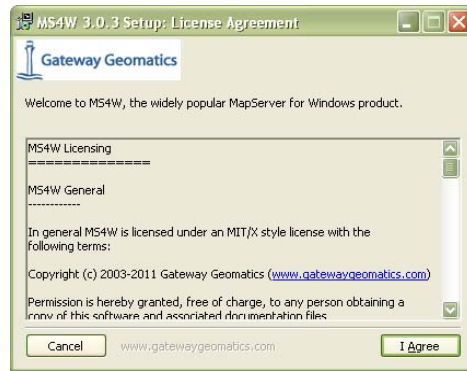 MS4W 3.0.3 Setup: License Agreement
Gateway Geomatics
Welcome to MS4W, the widely popular MapServer for Windows product.
MS4W Licensing
==============
MS4W General
------------
In general MS4W is licensed under an MIT/X style license with the
following terms:
Copyright (c) 2003-2011 Gateway Geomatics (www.gatewaygeomatics.com)
Permission is hereby granted, free of charge, to any person obtaining a
copy of this software and associated documentation files
Cancel
www.gatewaygeomatics.com
I Agree